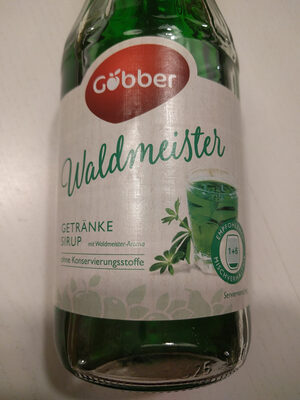 Göbber
Waldmeister
GETRÄNKE
SIRUP mit Waldmeister-Aroma
ohne Konservierungsstoffe
1+6